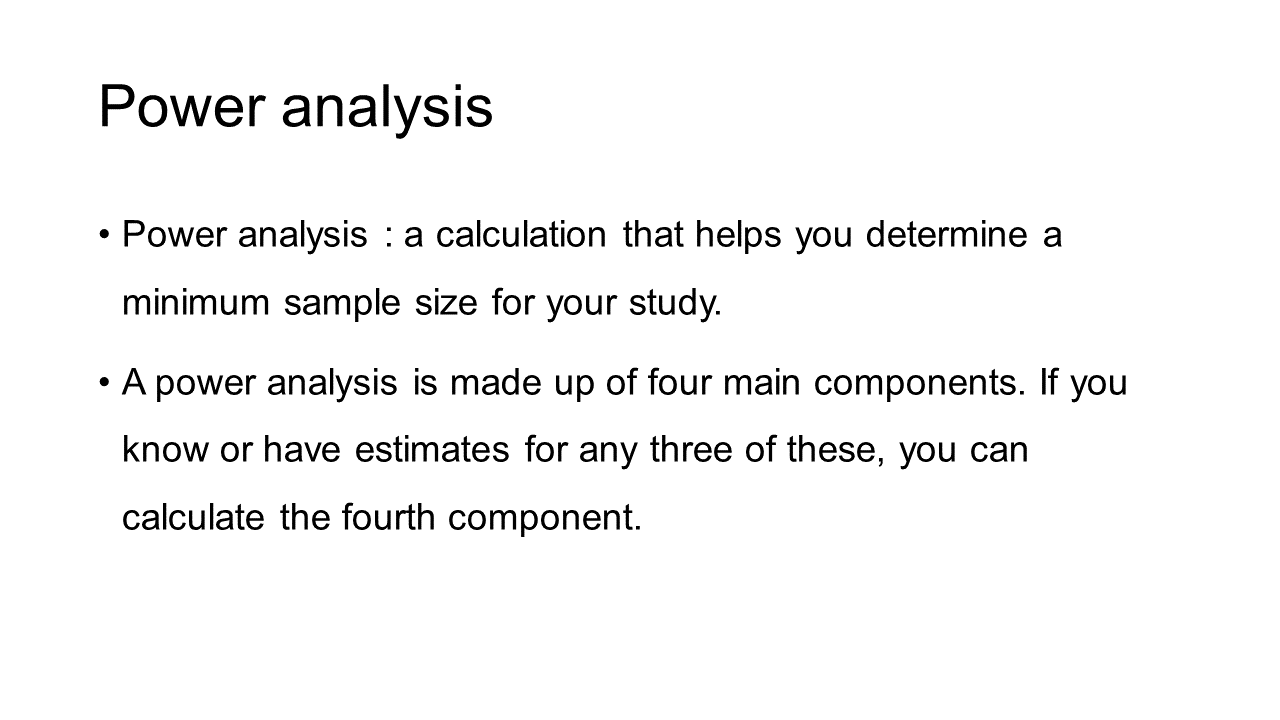 Power analysis
• Power analysis : a calculation that helps you determine a
minimum sample size for your study.
• A power analysis is made up of four main components. If you
know or have estimates for any three of these, you can
calculate the fourth component.